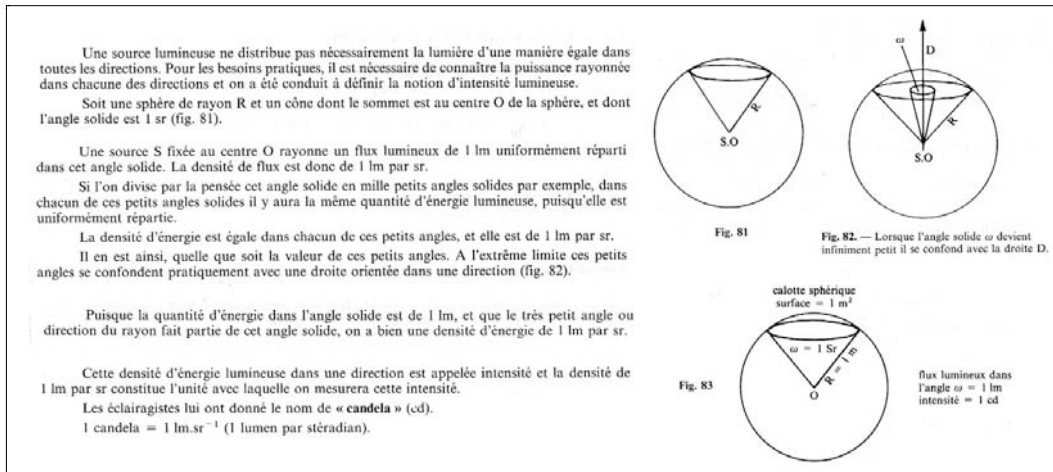 Une source lumineuse ne distribue pas nécessairement la lumière d'une manière égale dans
toutes les directions. Pour les besoins pratiques, il est nécessaire de connaître la puissance rayonnée
dans chacune des directions et on a été conduit à définir la notion d'intensité lumineuse.
Soit une sphère de rayon R et un cône dont le sommet est au centre O de la sphère, et dont
l'angle solide est 1 sr (fig. 81).
Une source S fixée au centre O rayonne un flux lumineux de 1 lm uniformément réparti
dans cet angle solide. La densité de flux est donc de 1 lm par sr.
Si l'on divise par la pensée cet angle solide en mille petits angles solides par exemple, dans
chacun de ces petits angles solides il y aura la même quantité d'énergie lumineuse, puisqu'elle est
uniformément répartie.
La densité d'énergie est égale dans chacun de ces petits angles, et elle est de 1 lm par sr.
Il en est ainsi, quelle que soit la valeur de ces petits angles. A l'extrême limite ces petits
angles se confondent pratiquement avec une droite orientée dans une direction (fig. 82).
Puisque la quantité d'énergie dans l'angle solide est de 1 lm, et que le très petit angle ou
direction du rayon fait partie de cet angle solide, on a bien une densité d'énergie de 1 lm par sr.
Cette densité d'énergie lumineuse dans une direction est appelée intensité et la densité de
1 lm par sr constitue l'unité avec laquelle on mesurera cette intensité.
Les éclairagistes lui ont donné le nom de « candela » (cd).
1 candela = 1 lm.sr⁻¹ (1 lumen par stéradian).
R
S.O
Fig. 81
ω
D
R
S.O
Fig. 82. — Lorsque l'angle solide ω devient
infiniment petit il se confond avec la droite D.
calotte sphérique
surface = 1 m²
ω = 1 Sr
R = 1 m
O
Fig. 83
flux lumineux dans
l'angle ω = 1 lm
intensité = 1 cd